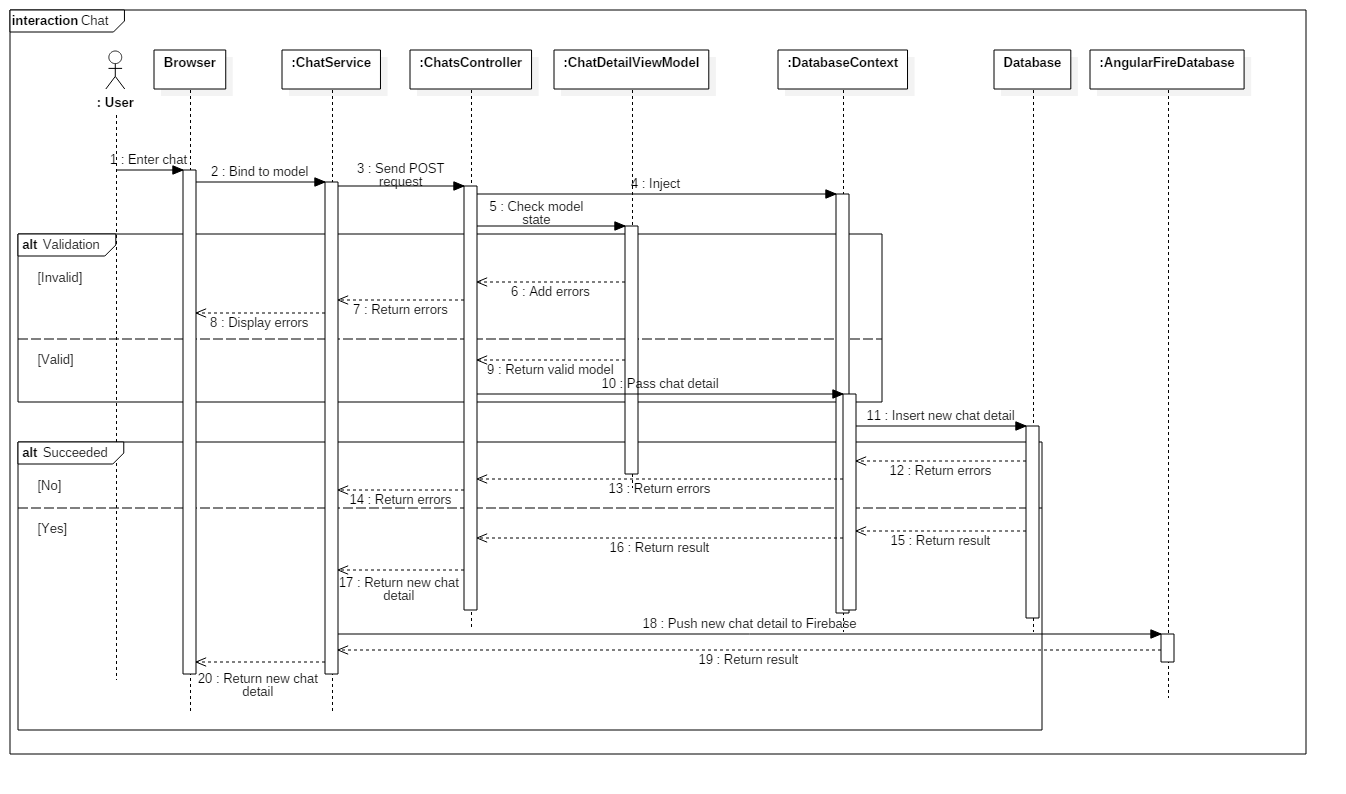 interaction Chat
: User
Browser
:ChatService
:ChatsController
:ChatDetailViewModel
:DatabaseContext
Database
:AngularFireDatabase
1 : Enter chat
2 : Bind to model
3 : Send POST
request
4 : Inject
5 : Check model
state
alt Validation
[Invalid]
6 : Add errors
7 : Return errors
8 : Display errors
[Valid]
9 : Return valid model
10 : Pass chat detail
11 : Insert new chat detail
alt Succeeded
12 : Return errors
[No]
13 : Return errors
14 : Return errors
[Yes]
15 : Return result
16 : Return result
17 : Return new chat
detail
18 : Push new chat detail to Firebase
19 : Return result
20 : Return new chat
detail